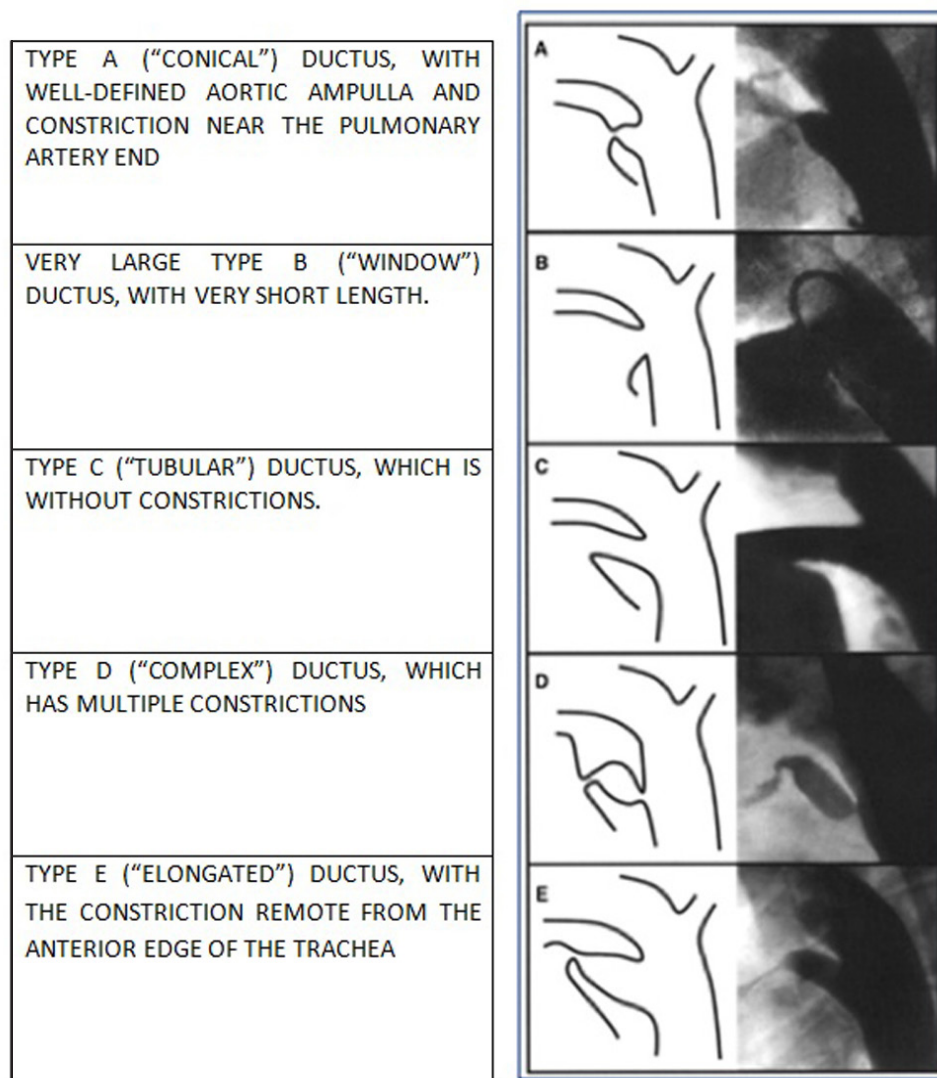 TYPE A (“CONICAL”) DUCTUS, WITH
WELL-DEFINED AORTIC AMPULLA AND
CONSTRICTION NEAR THE PULMONARY
ARTERY END
A
VERY LARGE TYPE B (“WINDOW”)
DUCTUS, WITH VERY SHORT LENGTH.
B
TYPE C (“TUBULAR”) DUCTUS, WHICH IS
WITHOUT CONSTRICTIONS.
C
TYPE D (“COMPLEX”) DUCTUS, WHICH
HAS MULTIPLE CONSTRICTIONS
D
TYPE E (“ELONGATED”) DUCTUS, WITH
THE CONSTRICTION REMOTE FROM THE
ANTERIOR EDGE OF THE TRACHEA
E